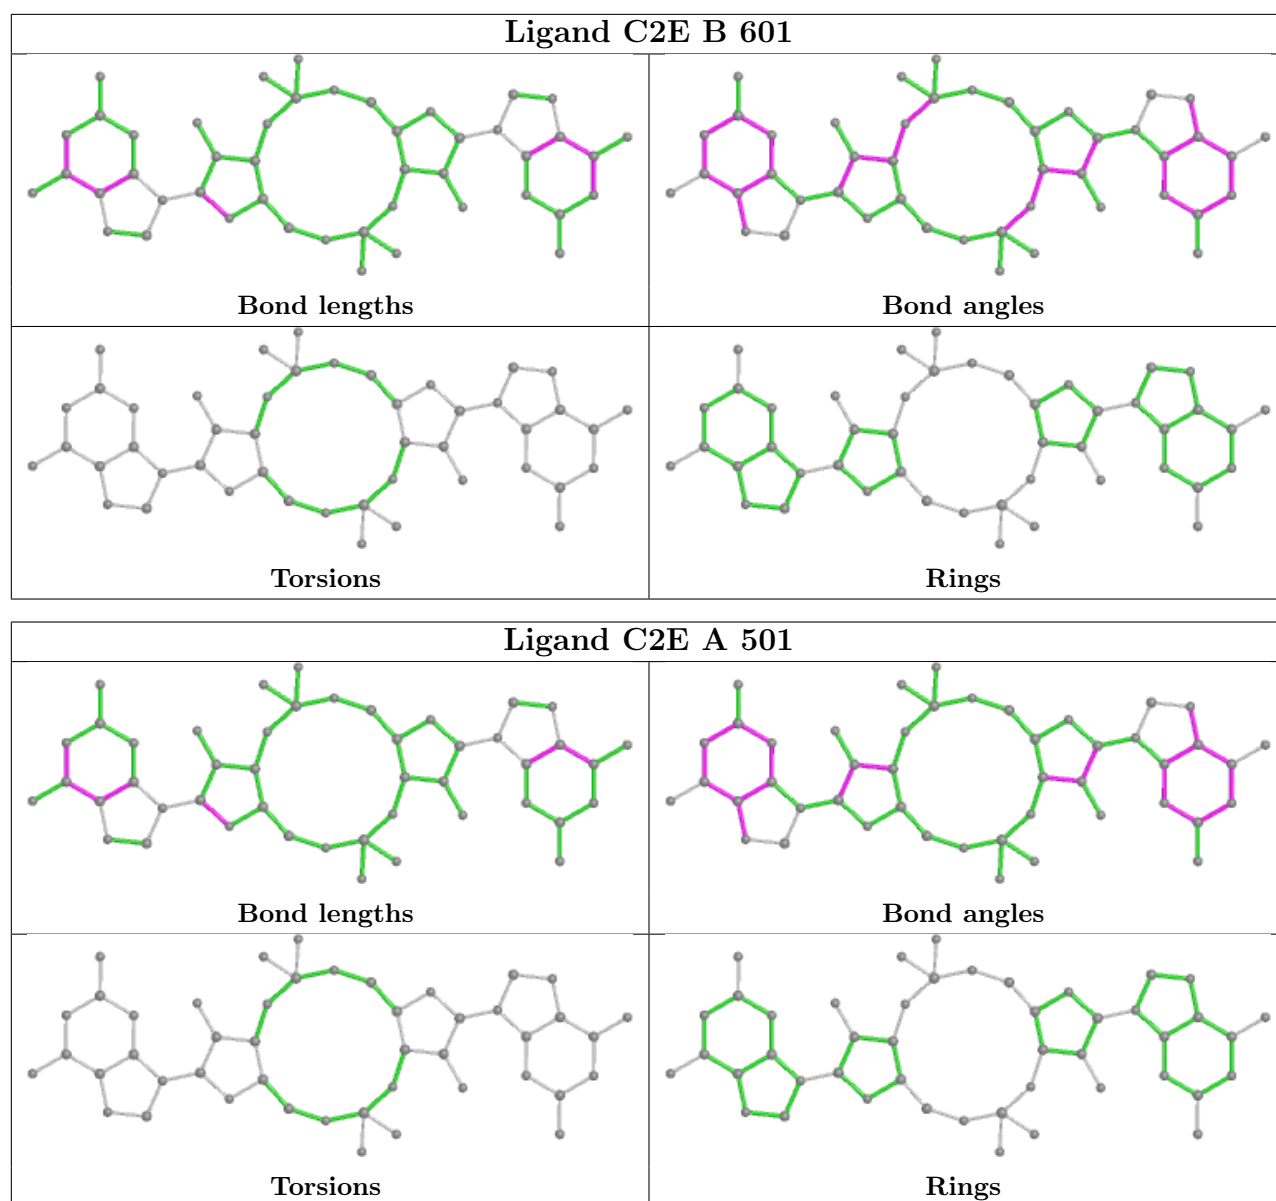 Ligand C2E B 601
Bond lengths
Bond angles
Torsions
Rings
Ligand C2E A 501
Bond lengths
Bond angles
Torsions
Rings